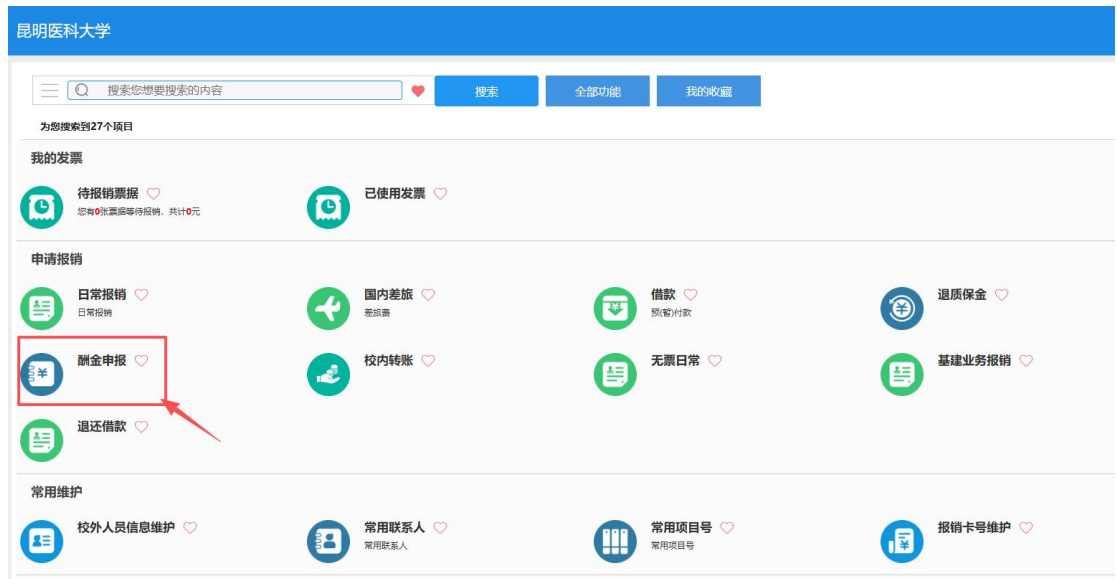 昆明医科大学
搜索您想要搜索的内容 搜索 全部功能 我的收藏
为您搜索到27个项目
我的发票
待报销票据 已使用发票
您有0张票据等待报销，共计0元
申请报销
日常报销 国内差旅 借款 退质保金
日常报销 差旅费 预(暂)付款
酬金申报 校内转账 无票日常 基建业务报销
退还借款
常用维护
校外人员信息维护 常用联系人 常用项目号 报销卡号维护
常用联系人 常用项目号